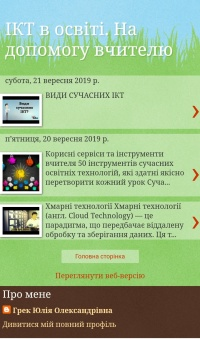 ІКТ в освіті. На
допомогу вчителю
субота, 21 вересня 2019 р.
ВИДИ СУЧАСНИХ ІКТ
п'ятниця, 20 вересня 2019 р.
Корисні сервіси та інструменти
вчителя 50 інструментів сучасних
освітніх технологій, які здатні якісно
перетворити кожний урок Суча...
Хмарні технології Хмарні технології
(англ. Cloud Technology) — це
парадигма, що передбачає віддалену
обробку та зберігання даних. Ця т...
Головна сторінка
Переглянути веб-версію
Про мене
Грек Юлія Олександрівна
Дивитися мій повний профіль